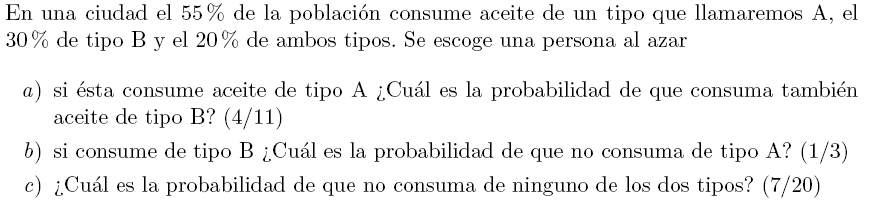 En una ciudad el 55 % de la población consume aceite de un tipo que llamaremos A, el
30 % de tipo B y el 20 % de ambos tipos. Se escoge una persona al azar
a) si ésta consume aceite de tipo A ¿Cuál es la probabilidad de que consuma también
aceite de tipo B? (4/11)
b) si consume de tipo B ¿Cuál es la probabilidad de que no consuma de tipo A? (1/3)
c) ¿Cuál es la probabilidad de que no consuma de ninguno de los dos tipos? (7/20)